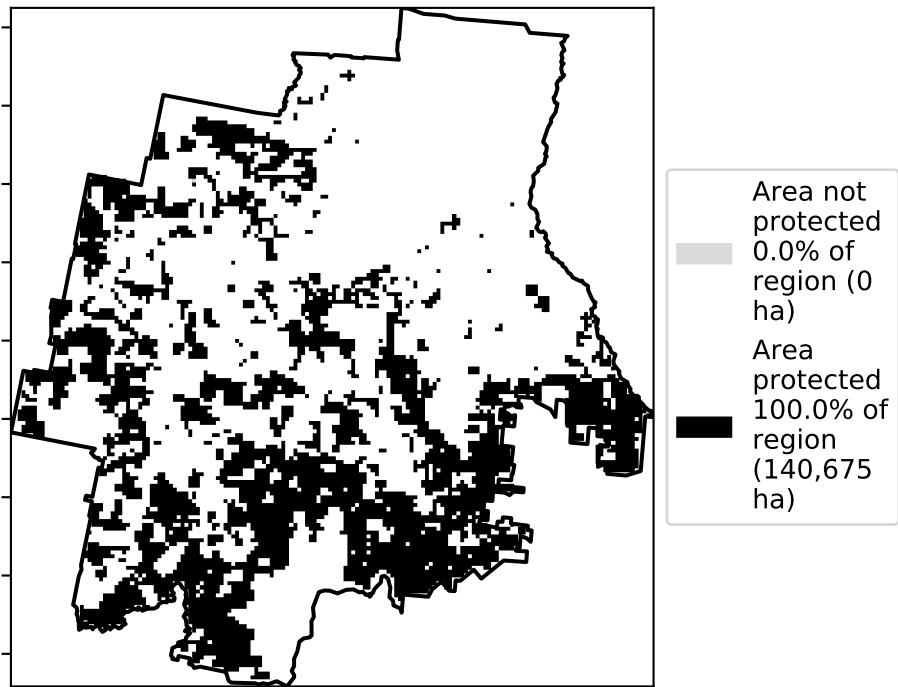 Area not
protected
0.0% of
region (0
ha)
Area
protected
100.0% of
region
(140,675
ha)